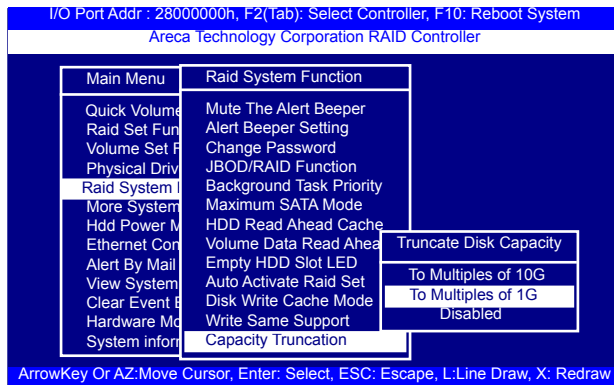 I/O Port Addr : 28000000h, F2(Tab): Select Controller, F10: Reboot System
Areca Technology Corporation RAID Controller
Main Menu
Quick Volume
Raid Set Fun
Volume Set F
Physical Driv
Raid System
More System
Hdd Power M
Ethernet Con
Alert By Mail
View System
Clear Event
Hardware Mo
System inform
Raid System Function
Mute The Alert Beeper
Alert Beeper Setting
Change Password
JBOD/RAID Function
Background Task Priority
Maximum SATA Mode
HDD Read Ahead Cache
Volume Data Read Ahea
Empty HDD Slot LED
Auto Activate Raid Set
Disk Write Cache Mode
Write Same Support
Capacity Truncation
Truncate Disk Capacity
To Multiples of 10G
To Multiples of 1G
Disabled
ArrowKey Or AZ:Move Cursor, Enter: Select, ESC: Escape, L:Line Draw, X: Redraw